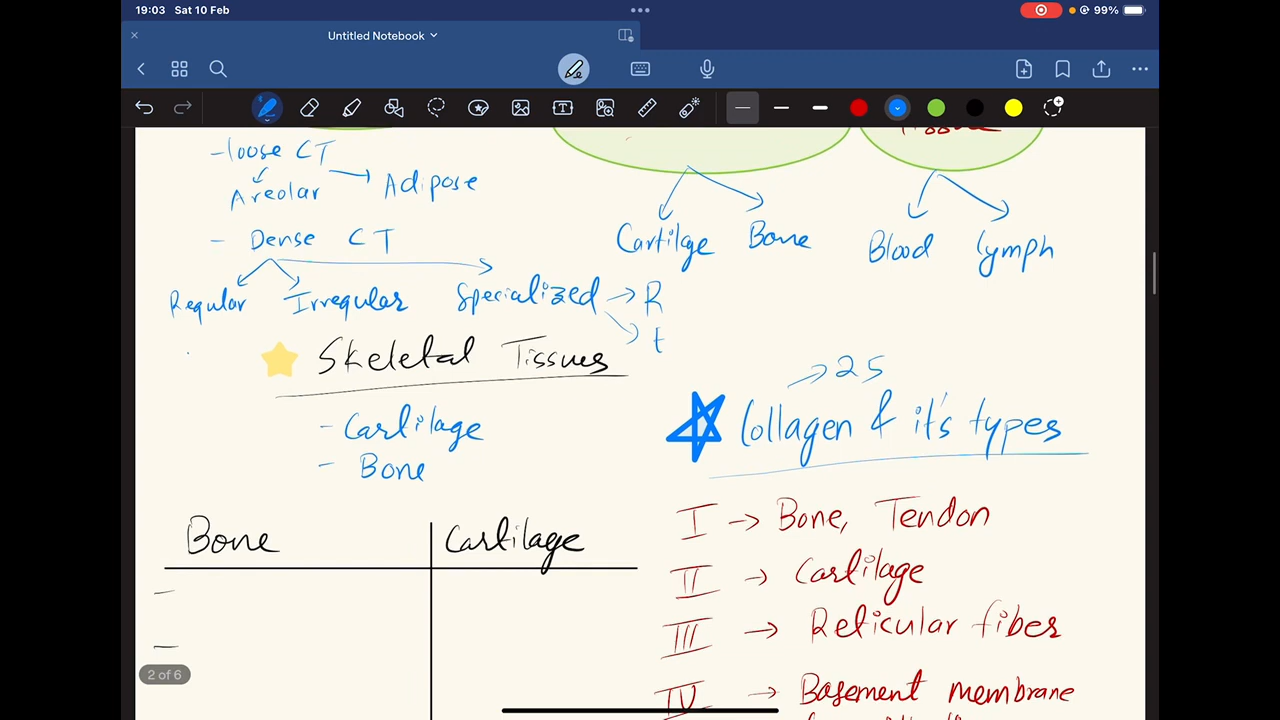 19:03 Sat 10 Feb
99%
Untitled Notebook
- loose CT
Areolar
Adipose
- Dense CT
Regular
Irregular
Specialized → R
t
Cartilge
Bone
Blood
lymph
Skeletal Tissues
- Cartilage
- Bone
→ 25
Collagen & it's types
Bone
Cartilage
-
-
I → Bone, Tendon
II → Cartilage
III → Reticular fibers
IV → Basement membrane
2 of 6